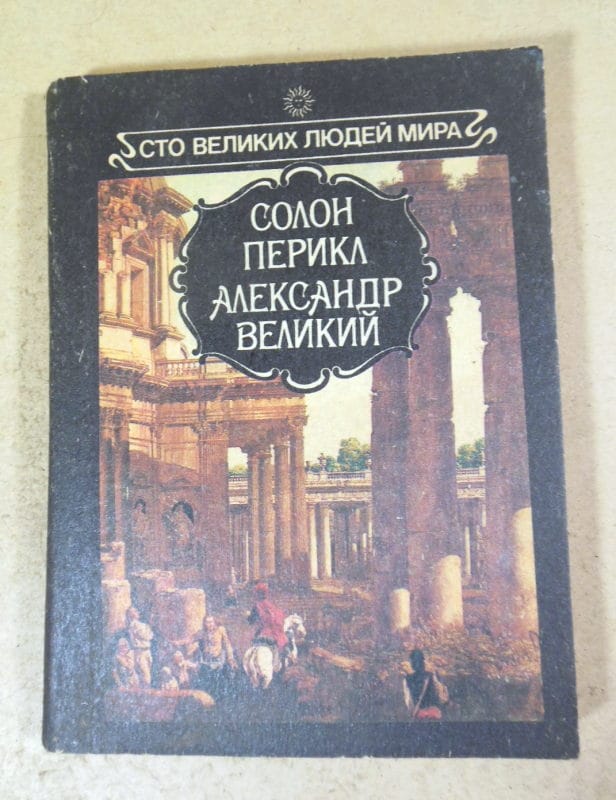 СТО ВЕЛИКИХ ЛЮДЕЙ МИРА
СОЛОН
ПЕРИКЛ
АЛЕКСАНДР
ВЕЛИКИЙ